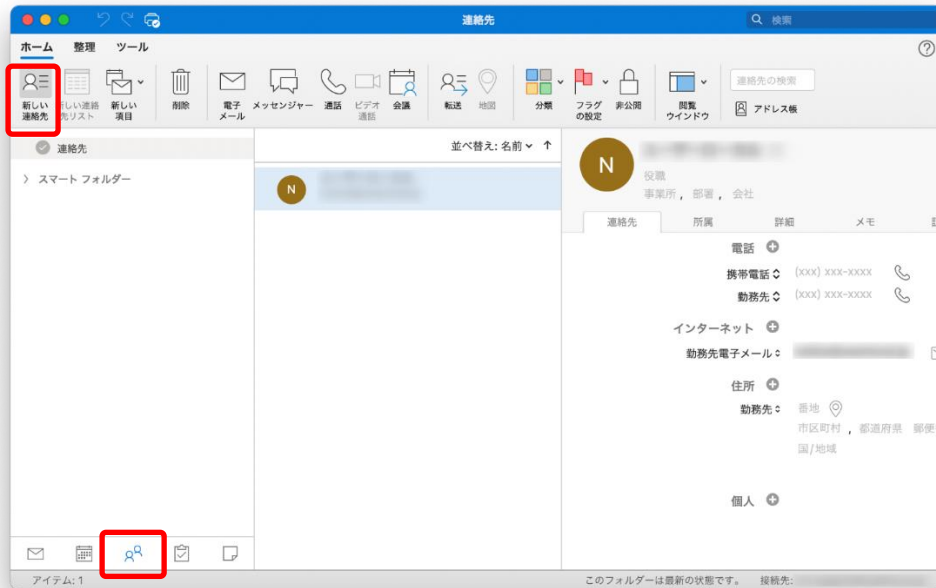 連絡先
検索
ホーム 整理 ツール
新しい連絡先
新しい項目
削除
電子メール
メッセンジャー
通話
ビデオ通話
会議
転送
地図
分類
フラグの設定
非公開
閲覧ウインドウ
連絡先の検索
アドレス帳
連絡先
スマート フォルダー
並べ替え: 名前
N
N
役職
事業所 , 部署 , 会社
連絡先 所属 詳細 メモ
電話
携帯電話 (xxx) xxx-xxxx
勤務先 (xxx) xxx-xxxx
インターネット
勤務先電子メール
住所
勤務先 番地
市区町村 , 都道府県 郵便
国/地域
個人
アイテム: 1
このフォルダーは最新の状態です。 接続先: